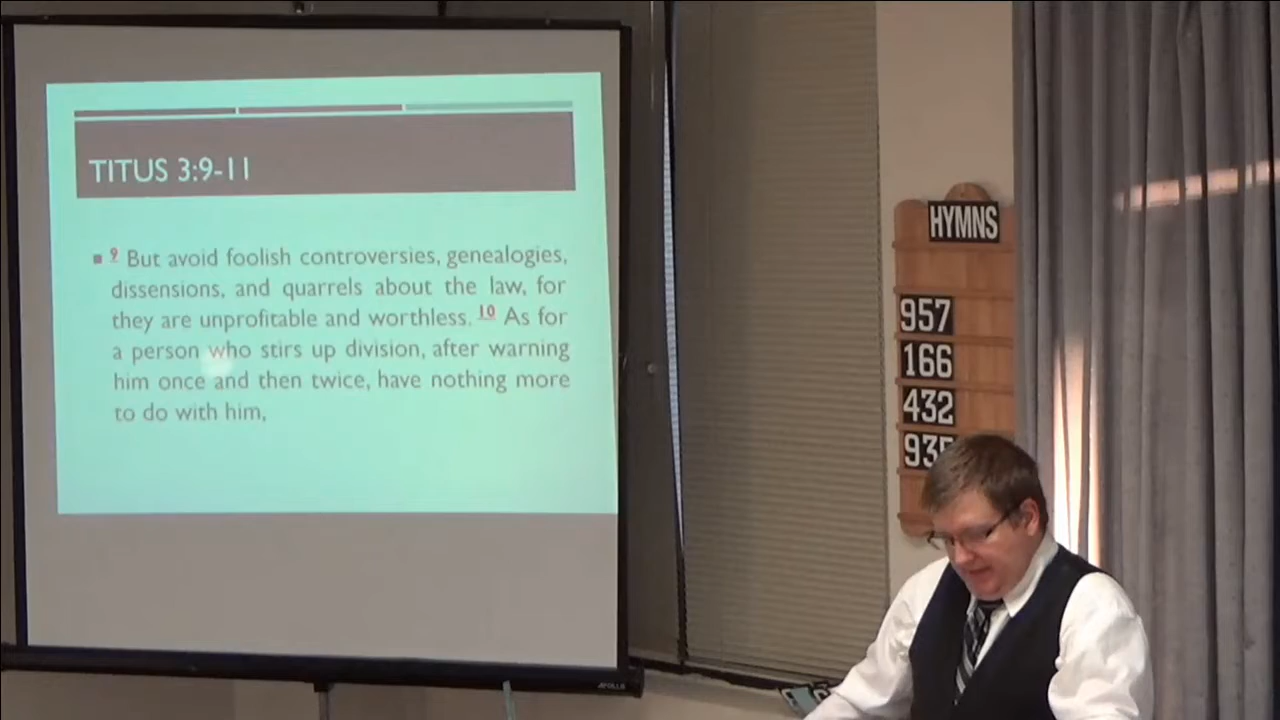 TITUS 3:9-11
■ 9 But avoid foolish controversies, genealogies,
dissensions, and quarrels about the law, for
they are unprofitable and worthless. 10 As for
a person who stirs up division, after warning
him once and then twice, have nothing more
to do with him,
APOLLO
HYMNS
957
166
432